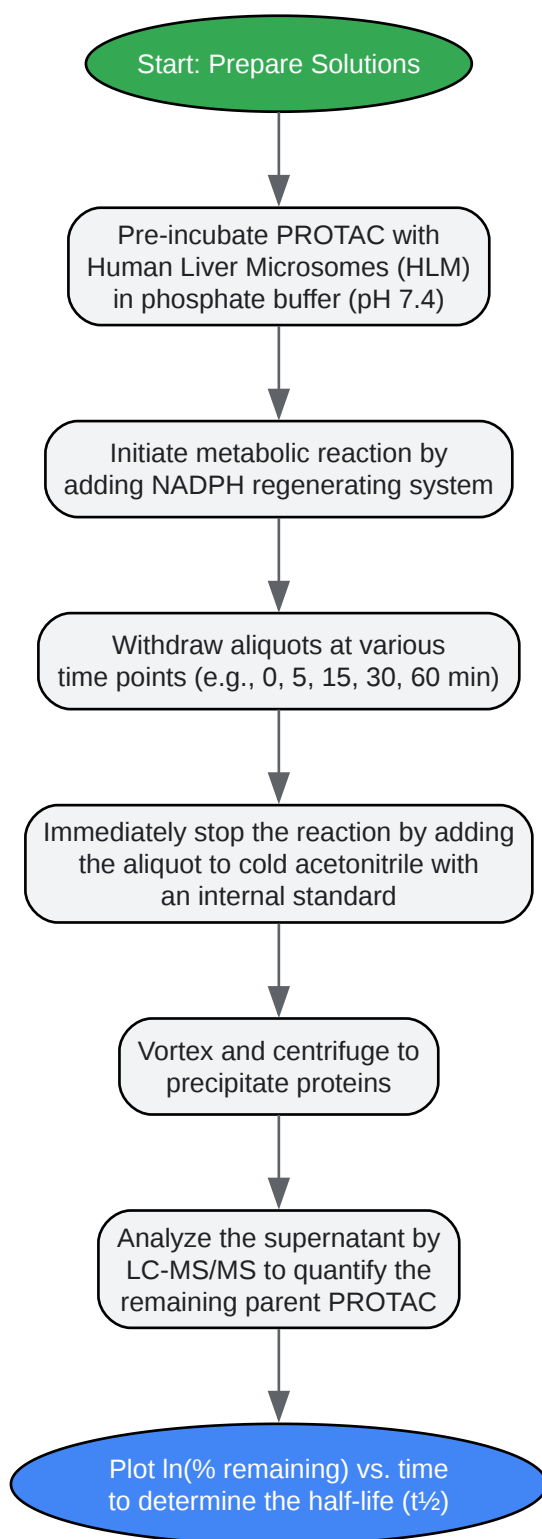 Start: Prepare Solutions
Pre-incubate PROTAC with
Human Liver Microsomes (HLM)
in phosphate buffer (pH 7.4)
Initiate metabolic reaction by
adding NADPH regenerating system
Withdraw aliquots at various
time points (e.g., 0, 5, 15, 30, 60 min)
Immediately stop the reaction by adding
the aliquot to cold acetonitrile with
an internal standard
Vortex and centrifuge to
precipitate proteins
Analyze the supernatant by
LC-MS/MS to quantify the
remaining parent PROTAC
Plot ln(% remaining) vs. time
to determine the half-life (t½)